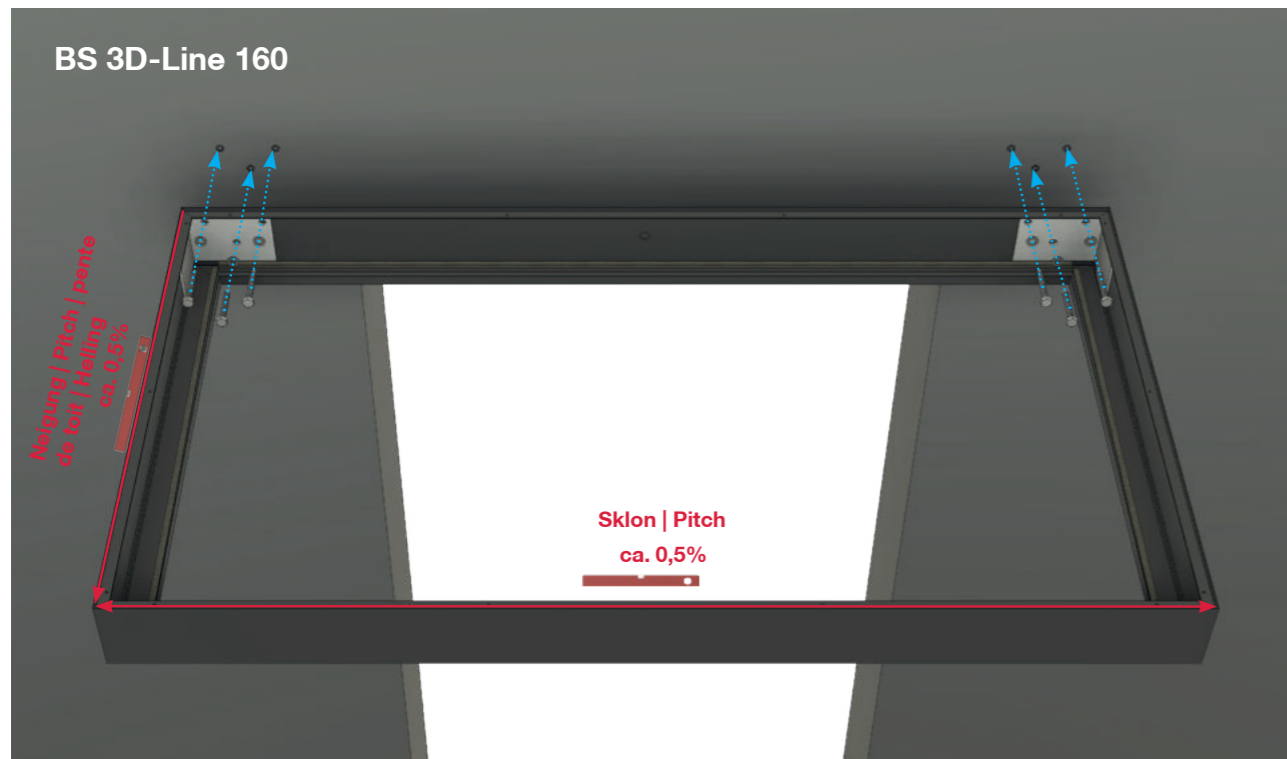 BS 3D-Line 160
Neigung | Pitch | pente
de toit | Helling
ca. 0,5%
Sklon | Pitch
ca. 0,5%